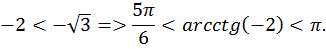 −2 < −√3 => 5π/6 < arcctg(−2) < π.